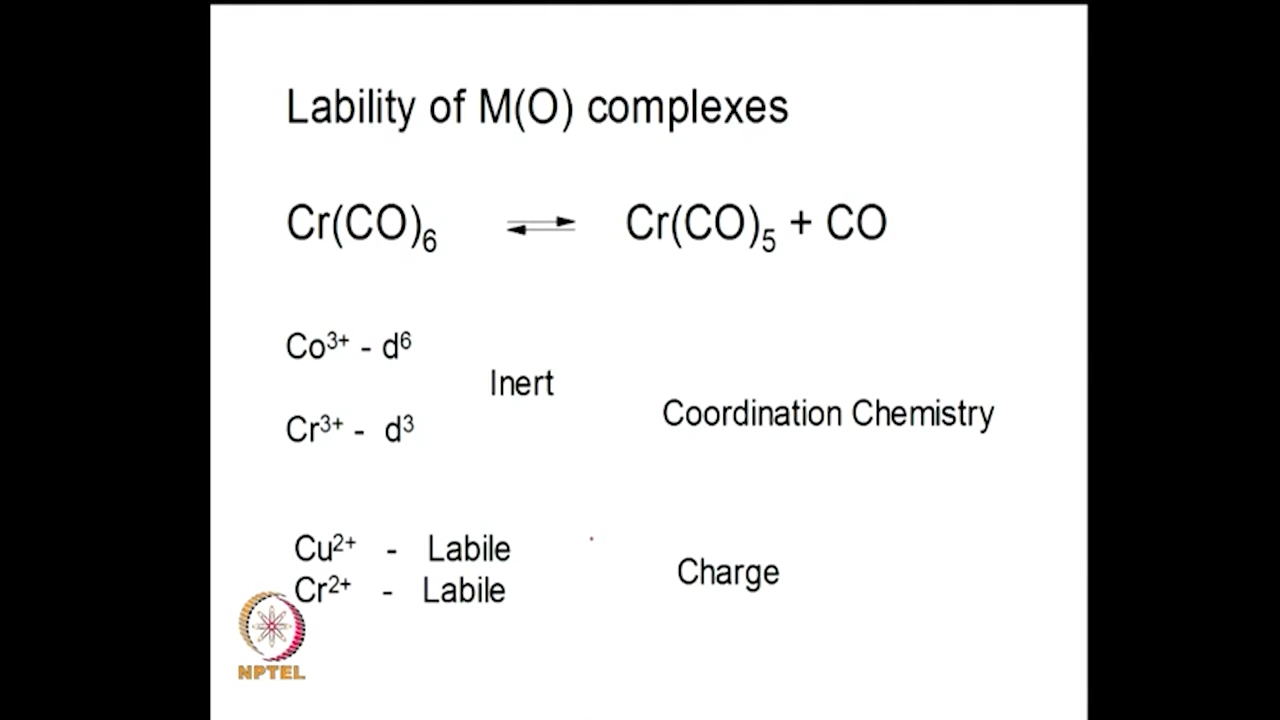 Lability of M(O) complexes
Cr(CO)₆ ⇌ Cr(CO)₅ + CO
Co³⁺ - d⁶
Inert
Coordination Chemistry
Cr³⁺ - d³
Cu²⁺ - Labile
Charge
Cr²⁺ - Labile
NPTEL